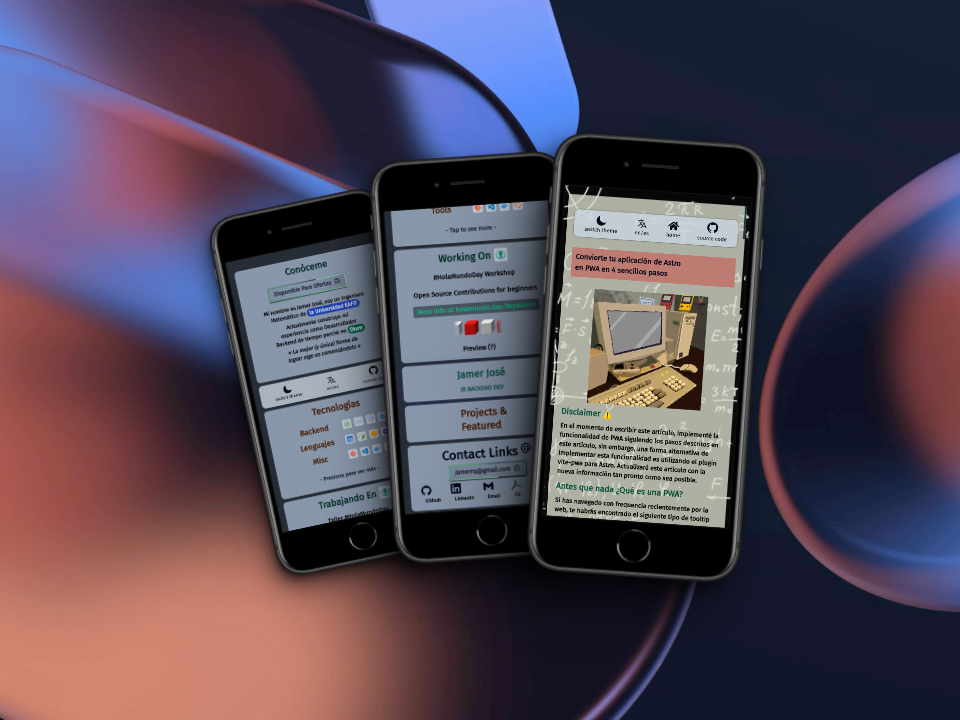 Conóceme
Disponible Para Ofertas
Mi nombre es Jamer José, soy un Ingeniero
Matemático de la Universidad EAFIT
Actualmente construyo mi
experiencia como Desarrollador
Backend de tiempo parcial en
« La mejor (y única) forma de
lograr algo es comenzándolo »
switch theme
en/es
Tecnologías
Backend
Lenguajes
Misc
- Presione para ver más -
Trabajando En
Taller #HolaMundoDay
Tools
- Tap to see more -
Working On
#HolaMundoDay Workshop
Open Source Contributions for beginners
More info at holamundo.day/
Preview (?)
Jamer José
JS BACKEND DEV
Projects &
Featured
Contact Links @
jamerrq@gmail.com
Github
Linkedin
Email
CV
switch theme
en/es
home
source code
Convierte tu aplicación de Astro
en PWA en 4 sencillos pasos
Disclaimer ⚠️
En el momento de escribir este artículo, implementé la
funcionalidad de PWA siguiendo los pasos descritos en
este artículo, sin embargo, una forma alternativa de
implementar esta funcionalidad es utilizando el plugin
vite-pwa para Astro. Actualizaré este artículo con la
nueva información tan pronto como sea posible.
Antes que nada ¿Qué es una PWA?
Si has navegado con frecuencia recientemente por la
web, te habrás encontrado el siguiente tipo de tooltip
2πR
E=
F